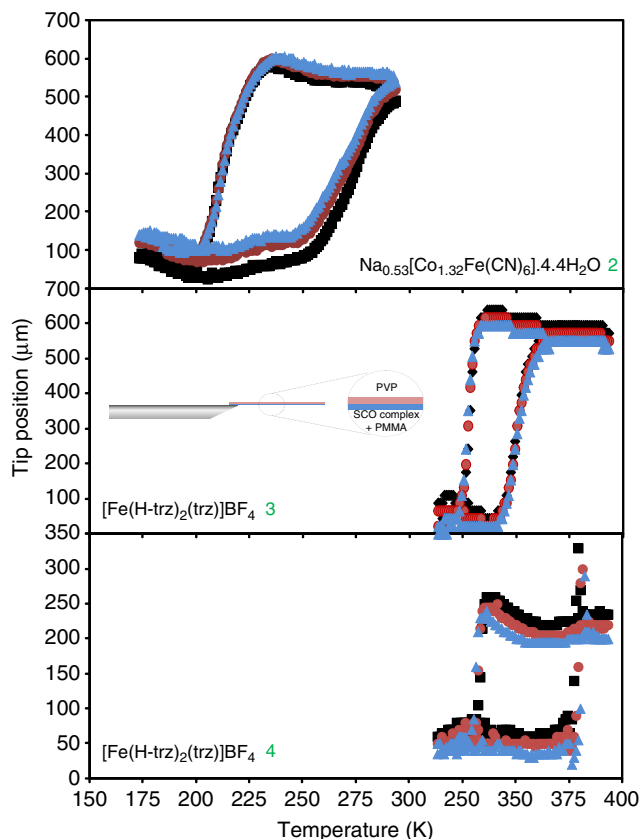 700
600
500
400
300
200
100
Na0.53[Co1.32Fe(CN)6].4.4H2O 2
700
600
500
400
300
200
100
PVP
SCO complex
+ PMMA
[Fe(H-trz)2(trz)]BF4 3
Tip position (μm)
350
300
250
200
150
100
50
0
[Fe(H-trz)2(trz)]BF4 4
150 175 200 225 250 275 300 325 350 375 400
Temperature (K)